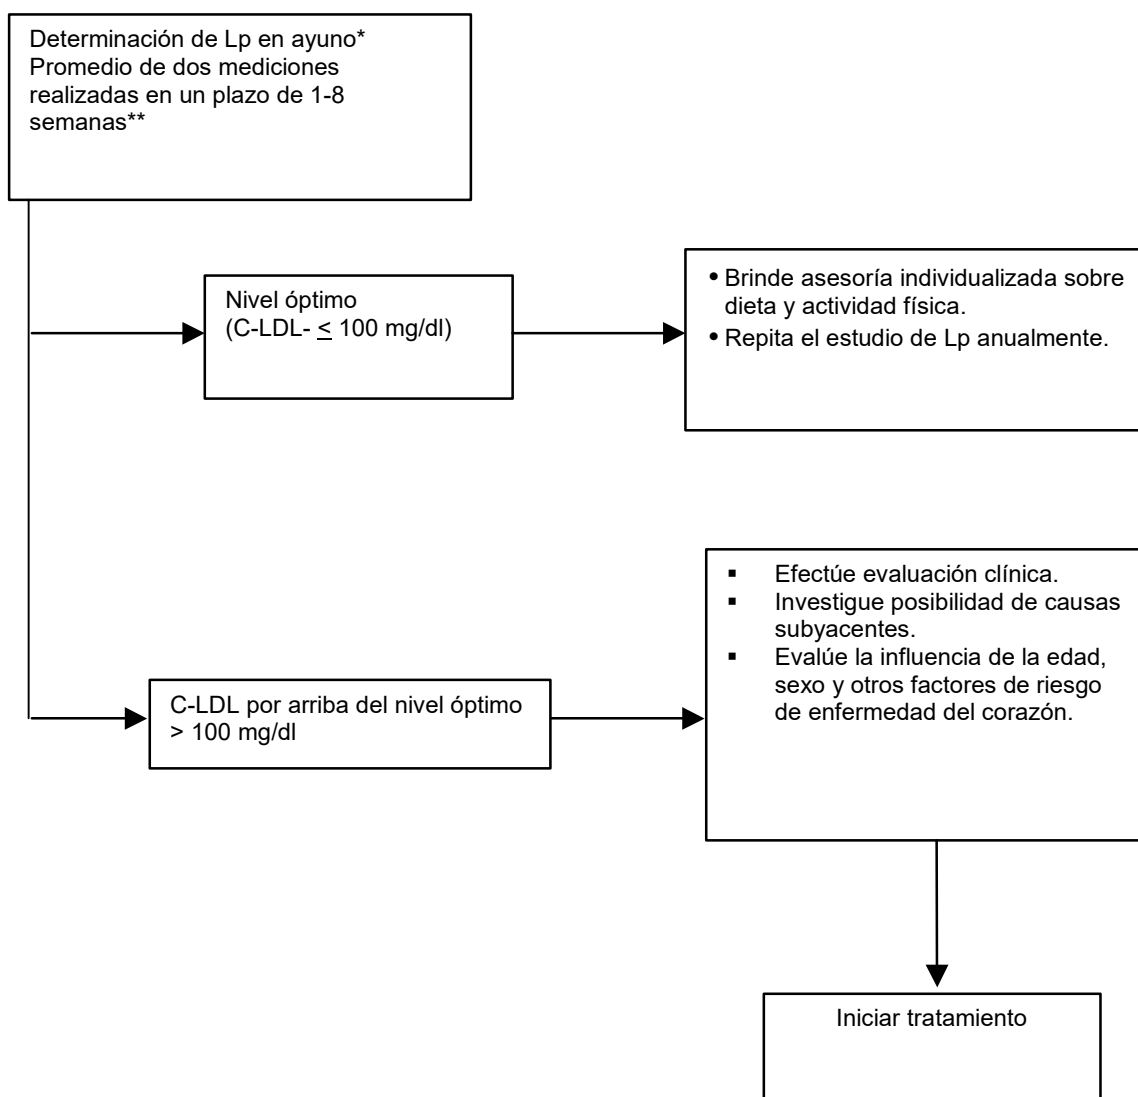 Determinación de Lp en ayuno*
Promedio de dos mediciones
realizadas en un plazo de 1-8
semanas**
Nivel óptimo
(C-LDL- ≤ 100 mg/dl)
• Brinde asesoría individualizada sobre
dieta y actividad física.
• Repita el estudio de Lp anualmente.
C-LDL por arriba del nivel óptimo
> 100 mg/dl
▪ Efectúe evaluación clínica.
▪ Investigue posibilidad de causas
subyacentes.
▪ Evalúe la influencia de la edad,
sexo y otros factores de riesgo
de enfermedad del corazón.
Iniciar tratamiento